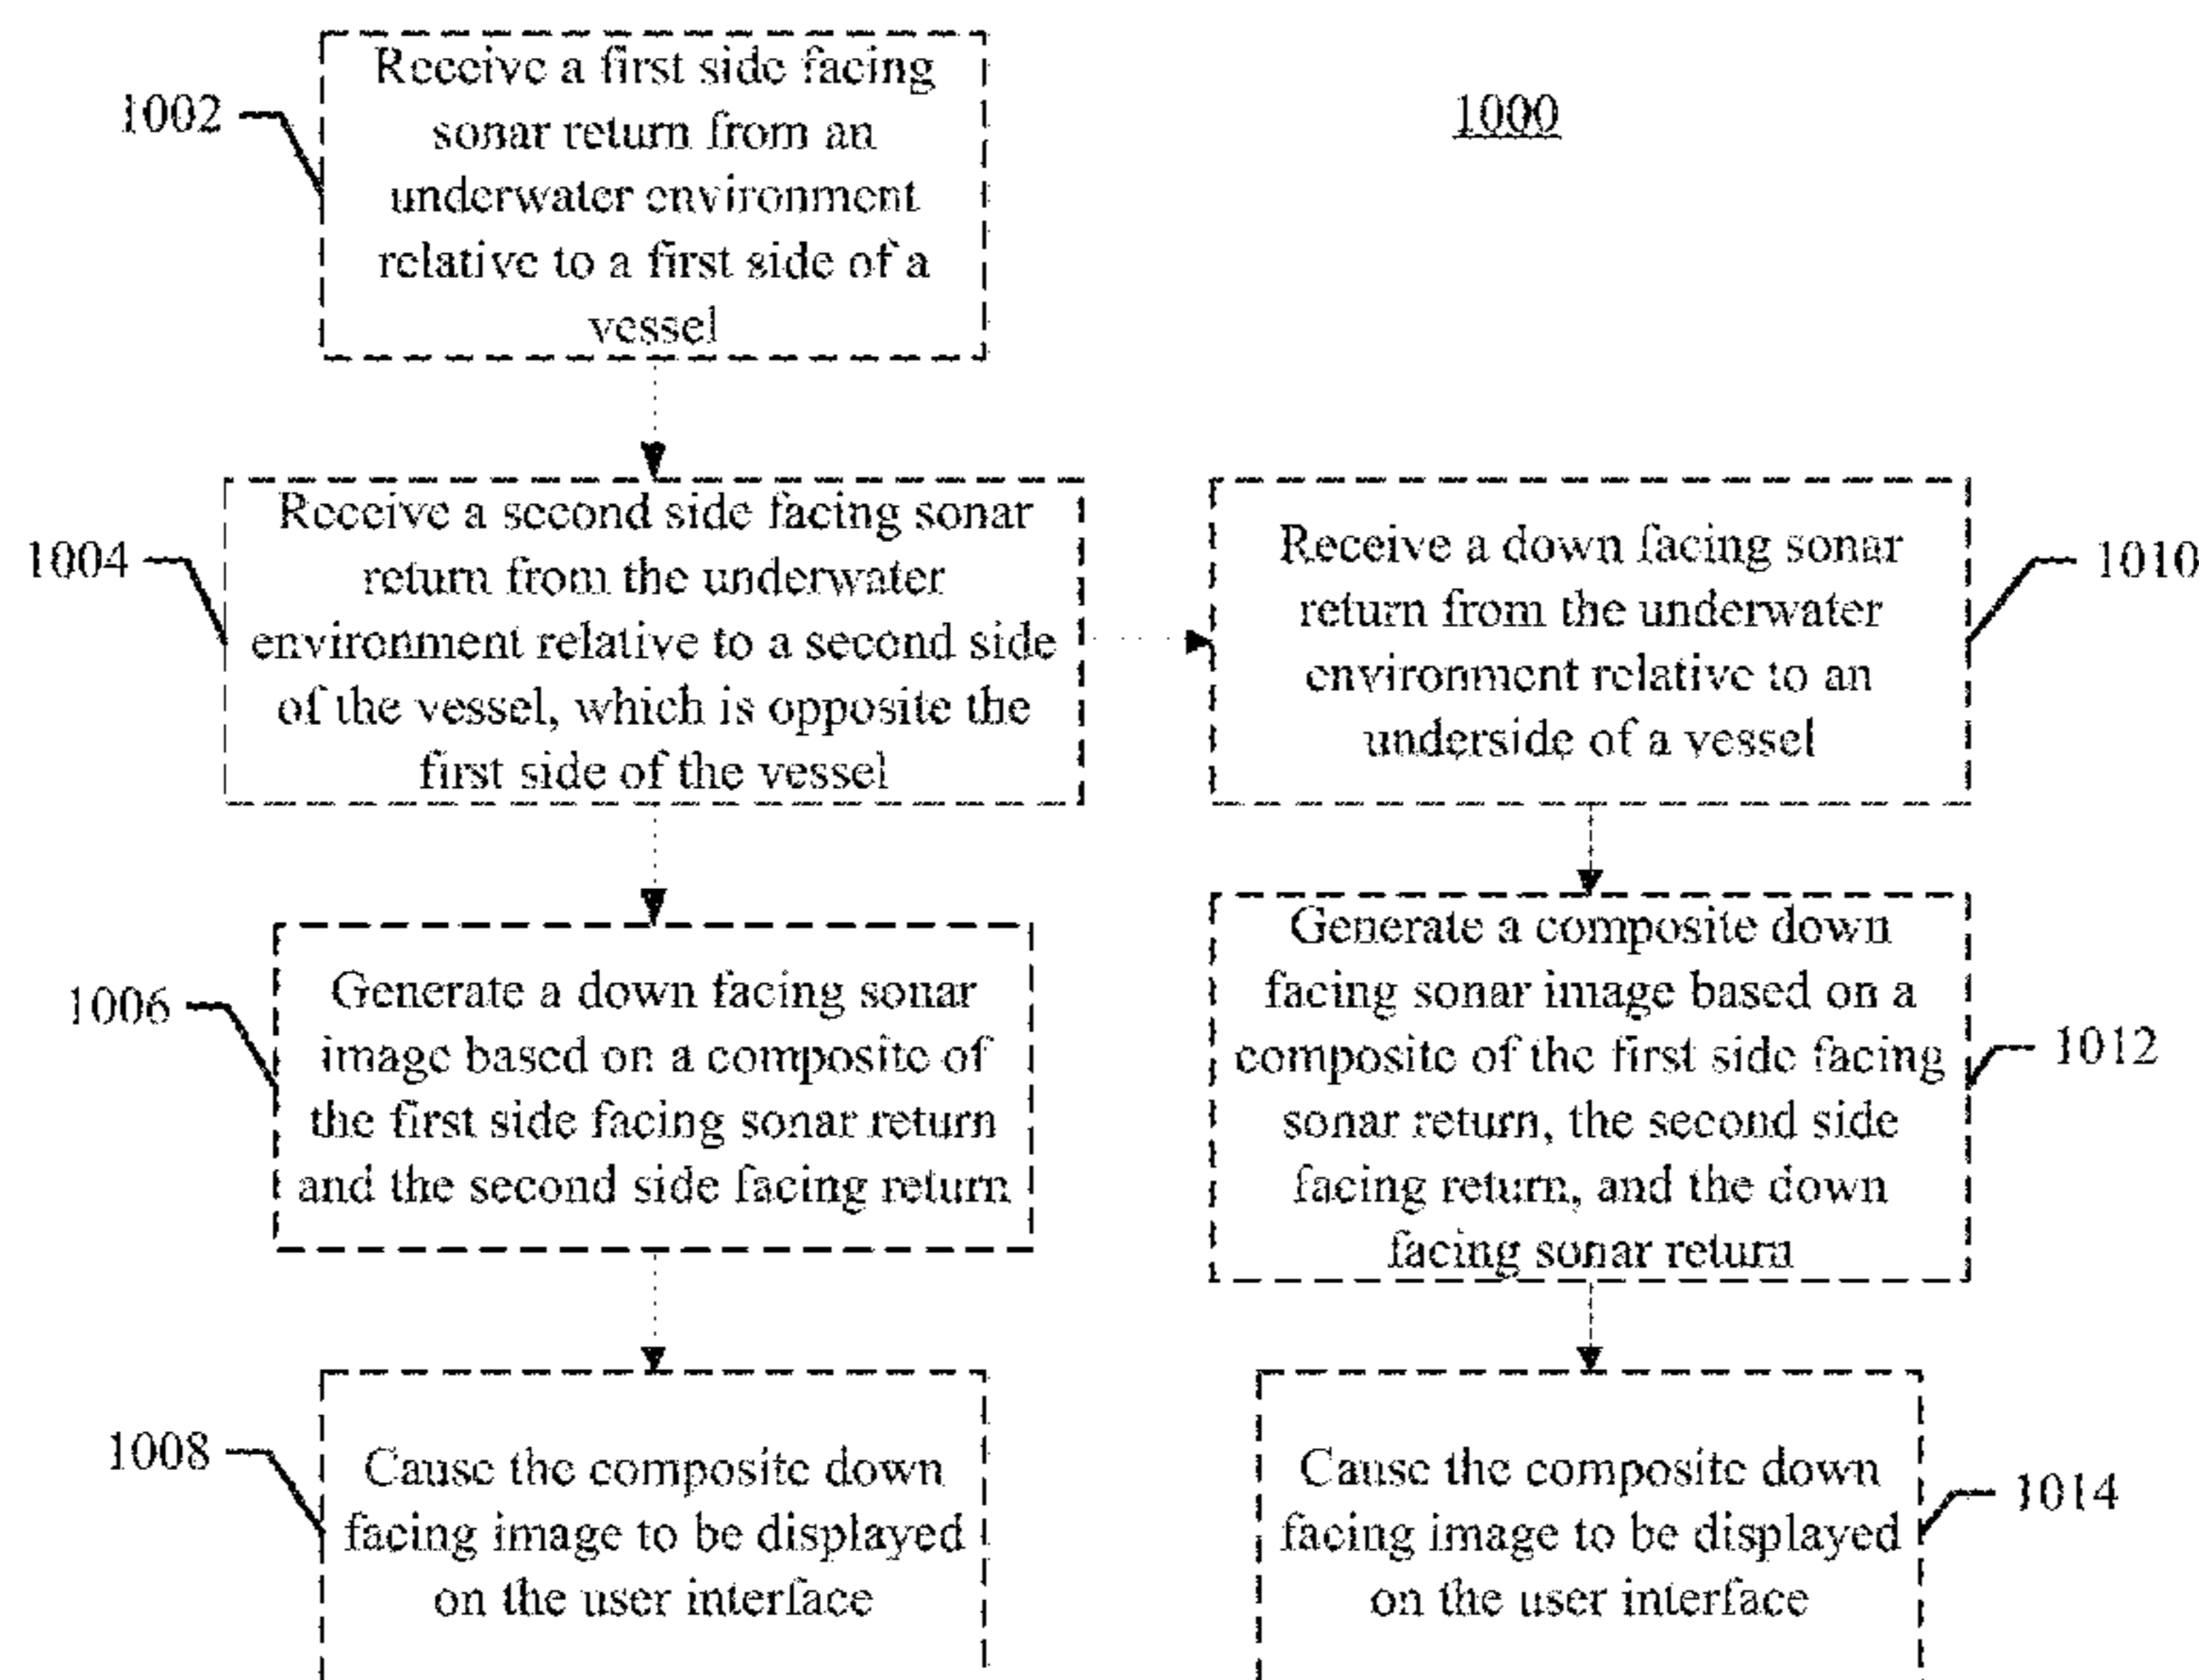 1000
1002
Receive a first side facing
sonar return from an
underwater environment
relative to a first side of a
vessel
1004
Receive a second side facing sonar
return from the underwater
environment relative to a second side
of the vessel, which is opposite the
first side of the vessel
1006
Generate a down facing sonar
image based on a composite of
the first side facing sonar return
and the second side facing return
1008
Cause the composite down
facing image to be displayed
on the user interface
1010
Receive a down facing sonar
return from the underwater
environment relative to an
underside of a vessel
1012
Generate a composite down
facing sonar image based on a
composite of the first side facing
sonar return, the second side
facing return, and the down
facing sonar return
1014
Cause the composite down
facing image to be displayed
on the user interface